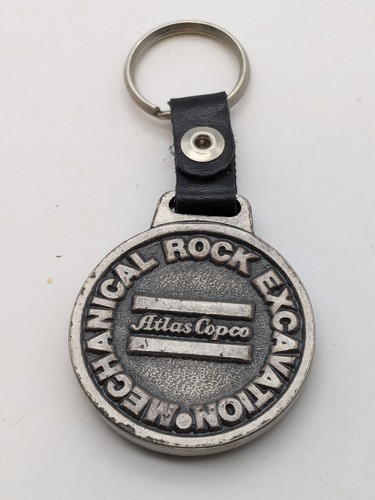 MECHANICAL ROCK EXCAVATION •
Atlas Copco